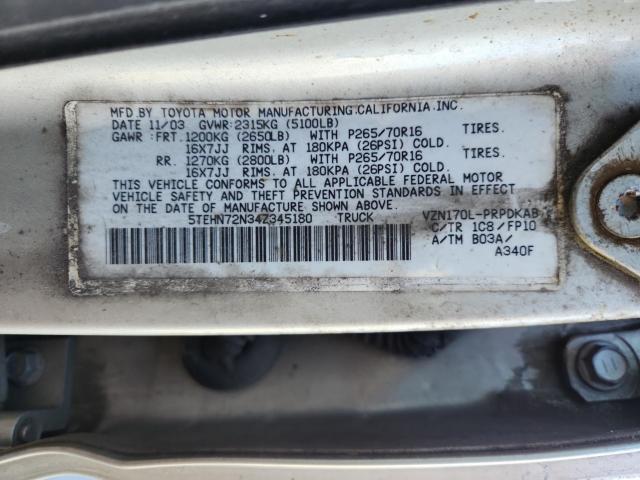 MFD.BY TOYOTA MOTOR MANUFACTURING,CALIFORNIA.INC.
DATE 11/03 GVWR:2315KG (5100LB)
GAWR : FRT. 1200KG (2650LB) WITH P265/70R16 TIRES.
16X7JJ RIMS. AT 180KPA (26PSI) COLD.
RR. 1270KG (2800LB) WITH P265/70R16 TIRES.
16X7JJ RIMS. AT 180KPA (26PSI) COLD.
THIS VEHICLE CONFORMS TO ALL APPLICABLE FEDERAL MOTOR
VEHICLE SAFETY AND THEFT PREVENTION STANDARDS IN EFFECT
ON THE DATE OF MANUFACTURE SHOWN ABOVE.
5TEHN72N34Z345180 TRUCK VZN170L-PRPDKAB
C/TR 1C8/FP10
A/TM B03A/
A340F